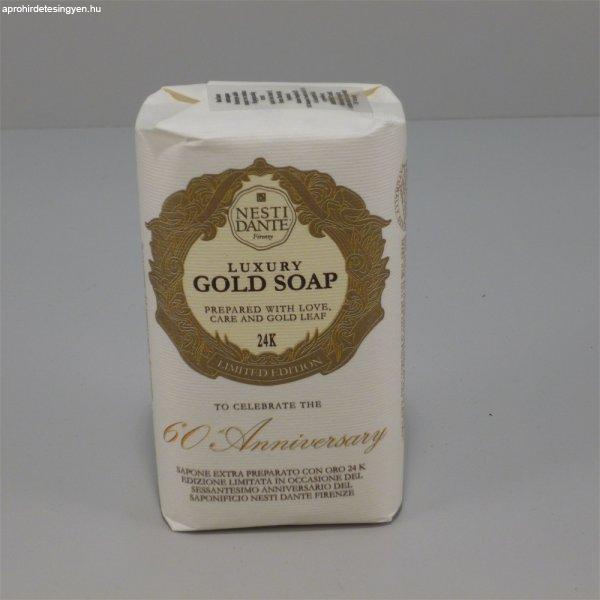 aprohirdetesingyen.hu
NESTI
DANTE
Firenze
LUXURY
GOLD SOAP
PREPARED WITH LOVE,
CARE AND GOLD LEAF
24K
LIMITED EDITION
TO CELEBRATE THE
60° Anniversary
SAPONE EXTRA PREPARATO CON ORO 24 K
EDIZIONE LIMITATA IN OCCASIONE DEL
SESSANTESIMO ANNIVERSARIO DEL
SAPONIFICIO NESTI DANTE FIRENZE